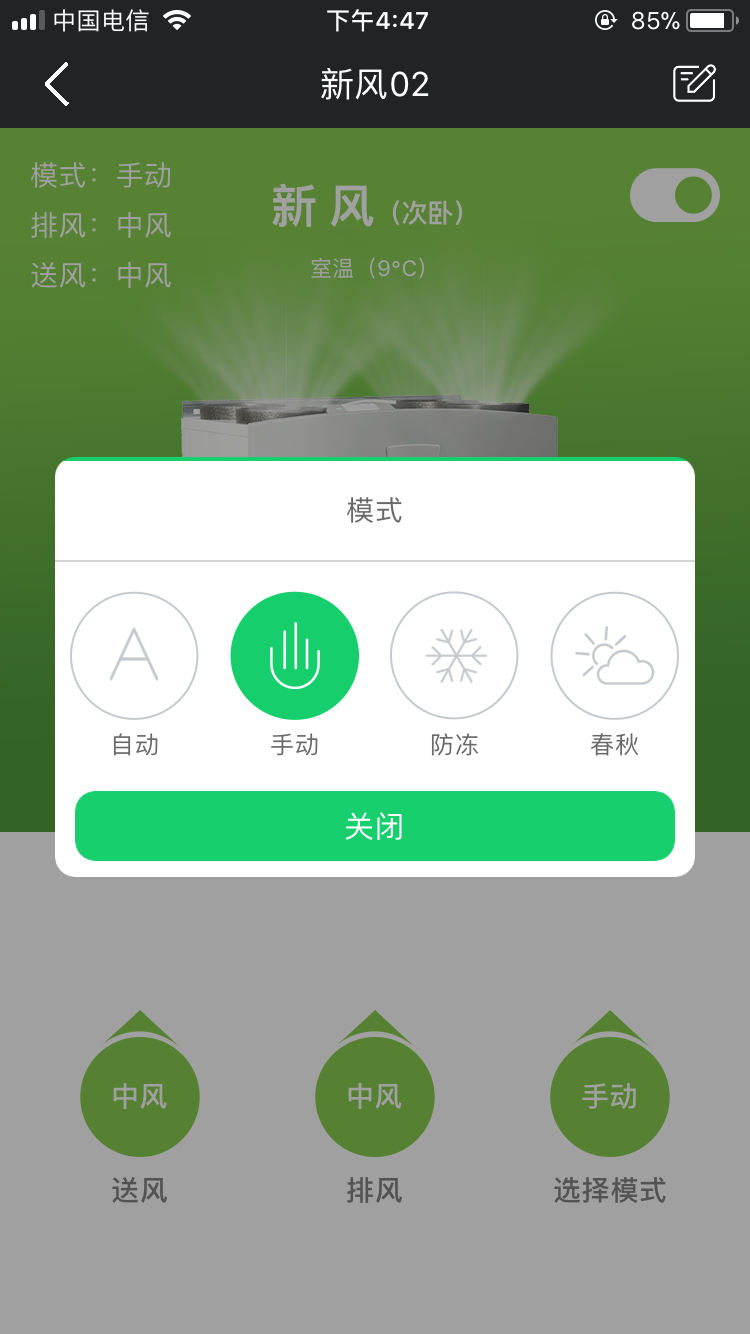 中国电信 下午4:47 85%
新风02
模式：手动
排风：中风
送风：中风
新风（次卧）
室温（9°C）
模式
自动 手动 防冻 春秋
关闭
中风 中风 手动
送风 排风 选择模式